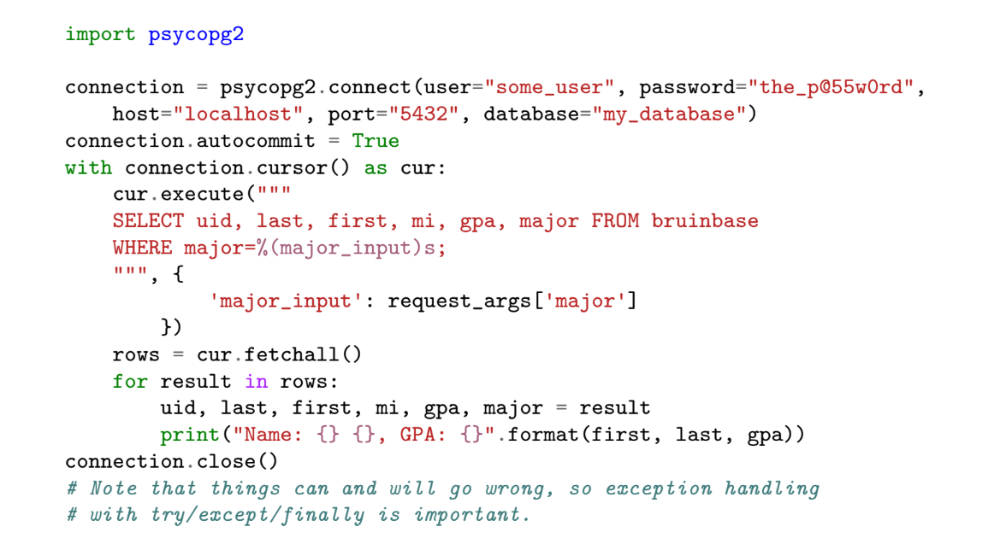 import psycopg2
connection = psycopg2.connect(user="some_user", password="the_p@55w0rd",
    host="localhost", port="5432", database="my_database")
connection.autocommit = True
with connection.cursor() as cur:
    cur.execute("""
    SELECT uid, last, first, mi, gpa, major FROM bruinbase
    WHERE major=%(major_input)s;
    """, {
            'major_input': request_args['major']
        })
    rows = cur.fetchall()
    for result in rows:
        uid, last, first, mi, gpa, major = result
        print("Name: {} {}, GPA: {}".format(first, last, gpa))
connection.close()
# Note that things can and will go wrong, so exception handling
# with try/except/finally is important.